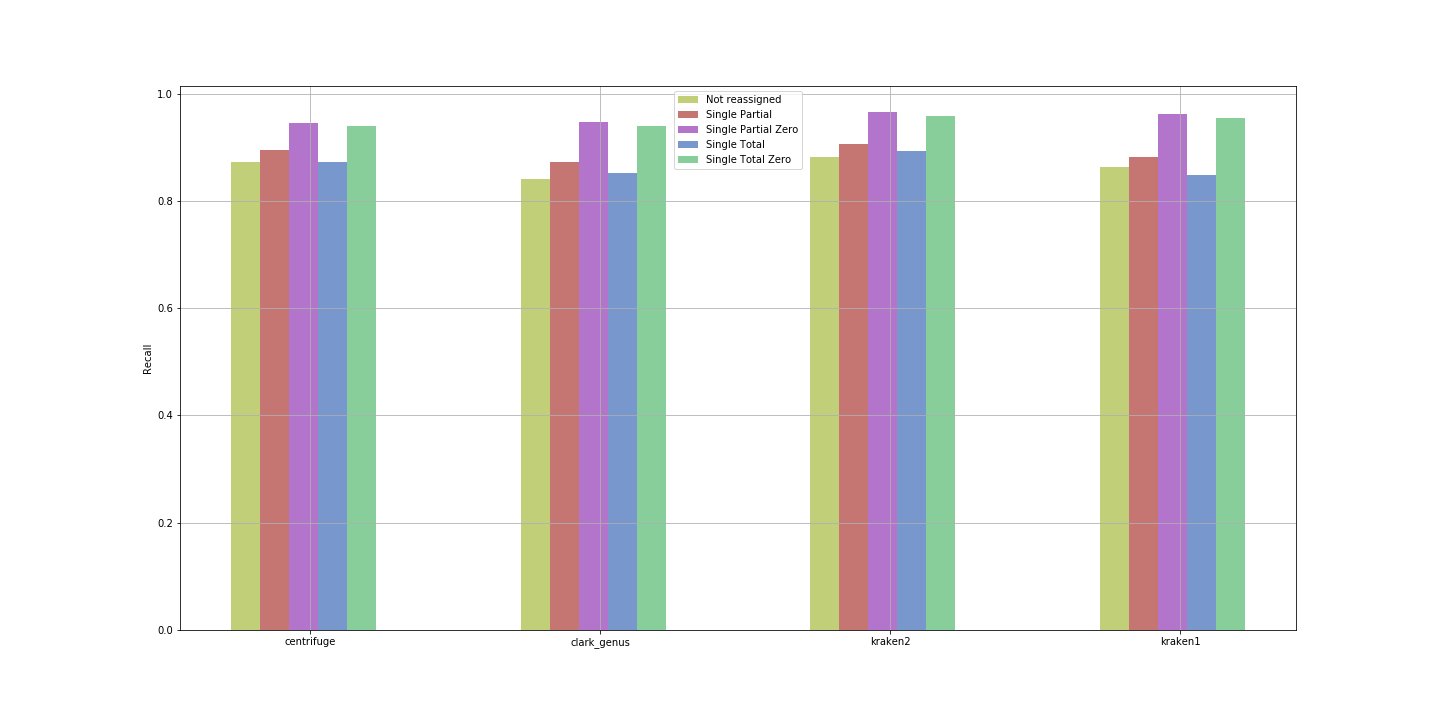 1.0
0.8
0.6
0.4
0.2
0.0
Recall
Not reassigned
Single Partial
Single Partial Zero
Single Total
Single Total Zero
centrifuge
clark_genus
kraken2
kraken1